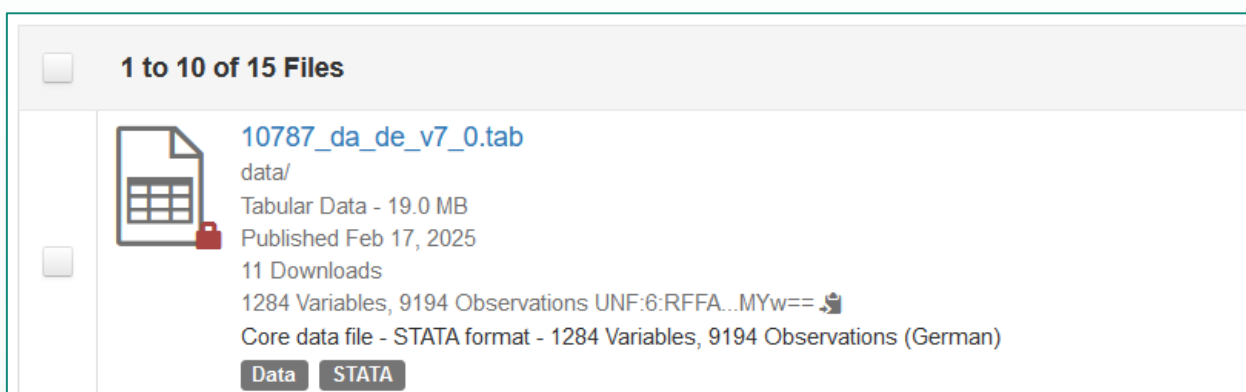 1 to 10 of 15 Files
10787_da_de_v7_0.tab
data/
Tabular Data - 19.0 MB
Published Feb 17, 2025
11 Downloads
1284 Variables, 9194 Observations UNF:6:RFFA...MYw==
Core data file - STATA format - 1284 Variables, 9194 Observations (German)
Data STATA